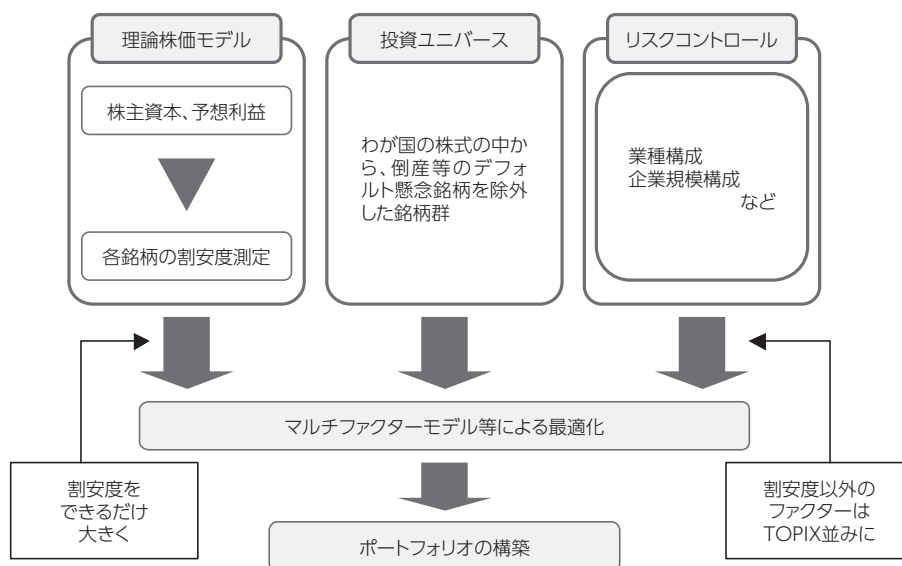 理論株価モデル
株主資本、予想利益
各銘柄の割安度測定
投資ユニバース
わが国の株式の中か
ら、倒産等のデフォ
ルト懸念銘柄を除外
した銘柄群
リスクコントロール
業種構成
企業規模構成
など
マルチファクターモデル等による最適化
割安度を
できるだけ
大きく
割安度以外の
ファクターは
TOPIX並みに
ポートフォリオの構築